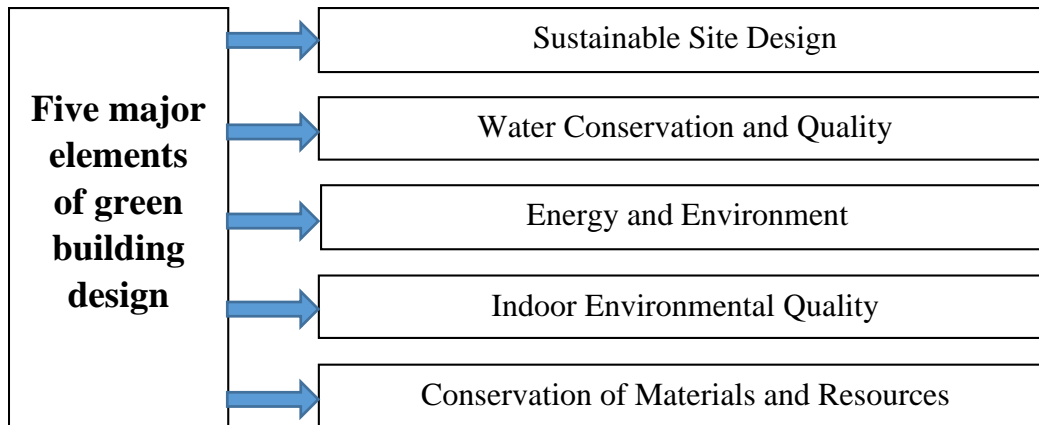 Five major
elements
of green
building
design
Sustainable Site Design
Water Conservation and Quality
Energy and Environment
Indoor Environmental Quality
Conservation of Materials and Resources